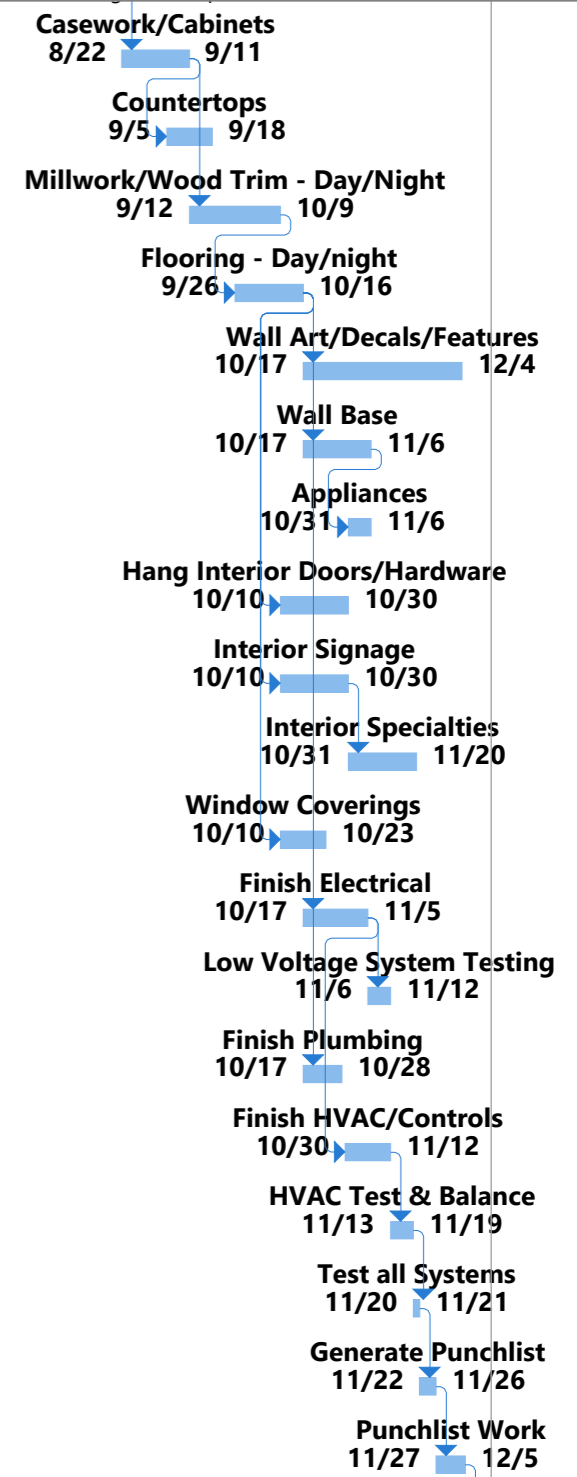 Casework/Cabinets
8/22 9/11
Countertops
9/5 9/18
Millwork/Wood Trim - Day/Night
9/12 10/9
Flooring - Day/night
9/26 10/16
Wall Art/Decals/Features
10/17 12/4
Wall Base
10/17 11/6
Appliances
10/31 11/6
Hang Interior Doors/Hardware
10/10 10/30
Interior Signage
10/10 10/30
Interior Specialties
10/31 11/20
Window Coverings
10/10 10/23
Finish Electrical
10/17 11/5
Low Voltage System Testing
11/6 11/12
Finish Plumbing
10/17 10/28
Finish HVAC/Controls
10/30 11/12
HVAC Test & Balance
11/13 11/19
Test all Systems
11/20 11/21
Generate Punchlist
11/22 11/26
Punchlist Work
11/27 12/5